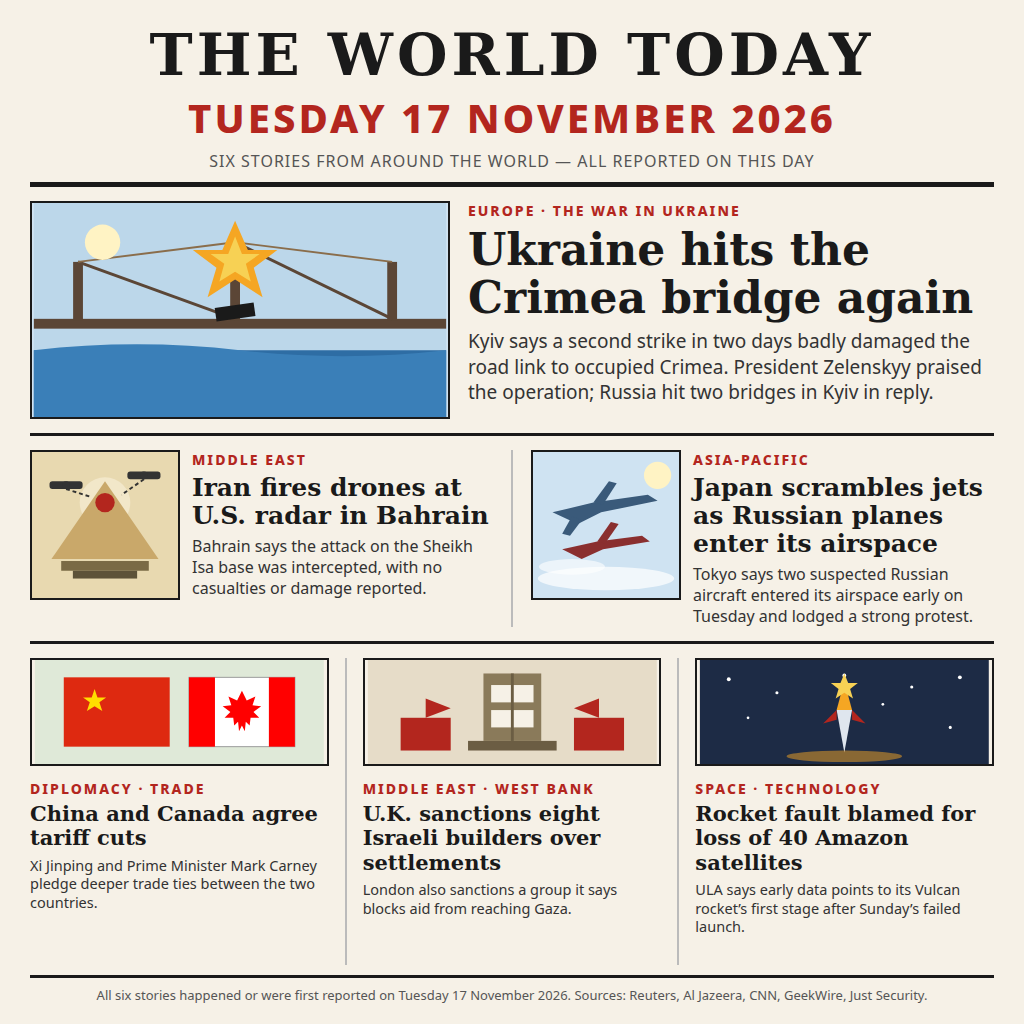 THE WORLD TODAY
TUESDAY 17 NOVEMBER 2026
SIX STORIES FROM AROUND THE WORLD — ALL REPORTED ON THIS DAY
EUROPE · THE WAR IN UKRAINE
Ukraine hits the
Crimea bridge again
Kyiv says a second strike in two days badly damaged the
road link to occupied Crimea. President Zelenskyy praised
the operation; Russia hit two bridges in Kyiv in reply.
MIDDLE EAST
Iran fires drones at
U.S. radar in Bahrain
Bahrain says the attack on the Sheikh
Isa base was intercepted, with no
casualties or damage reported.
ASIA-PACIFIC
Japan scrambles jets
as Russian planes
enter its airspace
Tokyo says two suspected Russian
aircraft entered its airspace early on
Tuesday and lodged a strong protest.
DIPLOMACY · TRADE
China and Canada agree
tariff cuts
Xi Jinping and Prime Minister Mark Carney
pledge deeper trade ties between the two
countries.
MIDDLE EAST · WEST BANK
U.K. sanctions eight
Israeli builders over
settlements
London also sanctions a group it says
blocks aid from reaching Gaza.
SPACE · TECHNOLOGY
Rocket fault blamed for
loss of 40 Amazon
satellites
ULA says early data points to its Vulcan
rocket’s first stage after Sunday’s failed
launch.
All six stories happened or were first reported on Tuesday 17 November 2026. Sources: Reuters, Al Jazeera, CNN, GeekWire, Just Security.